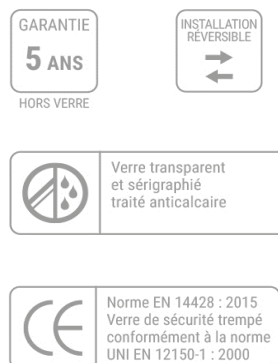 GARANTIE
5 ANS
HORS VERRE
INSTALLATION
RÉVERSIBLE
Verre transparent
et sérigraphié
traité anticalcaire
CE
Norme EN 14428 : 2015
Verre de sécurité trempé
conformément à la norme
UNI EN 12150-1 : 2000